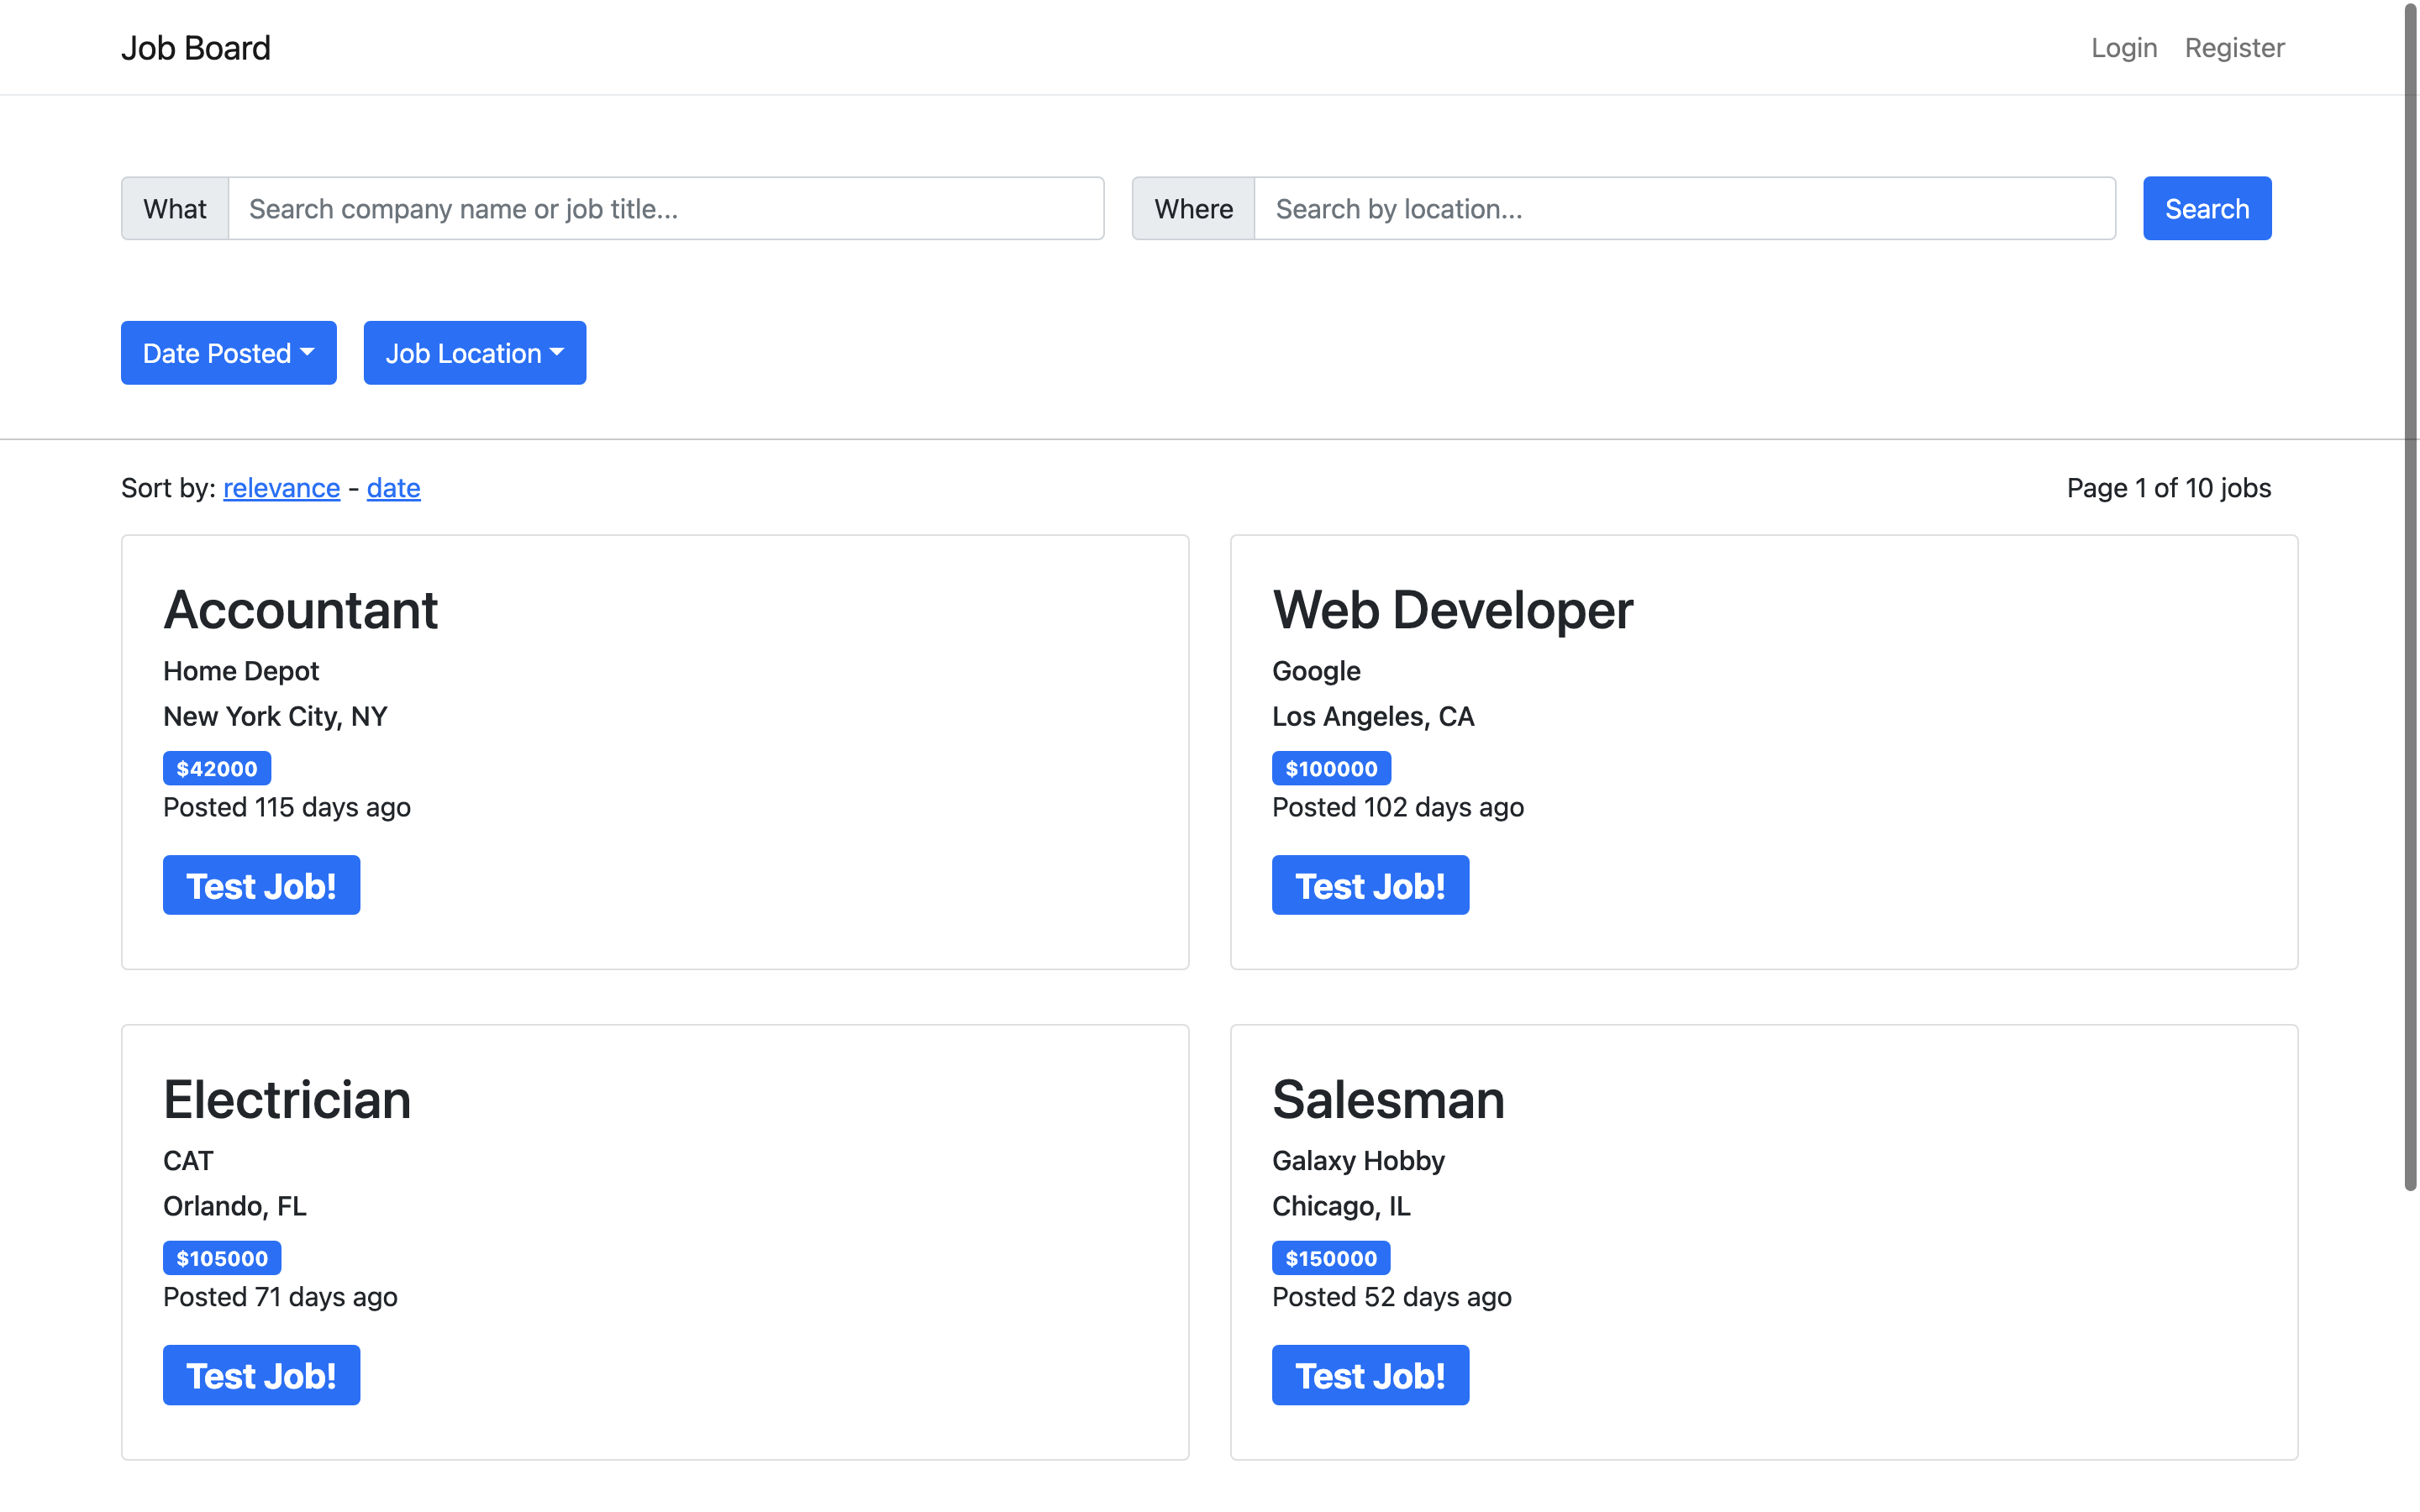 Job Board
Login Register
What Search company name or job title...
Where Search by location...
Search
Date Posted
Job Location
Sort by: relevance - date
Page 1 of 10 jobs
Accountant
Home Depot
New York City, NY
$42000
Posted 115 days ago
Test Job!
Web Developer
Google
Los Angeles, CA
$100000
Posted 102 days ago
Test Job!
Electrician
CAT
Orlando, FL
$105000
Posted 71 days ago
Test Job!
Salesman
Galaxy Hobby
Chicago, IL
$150000
Posted 52 days ago
Test Job!